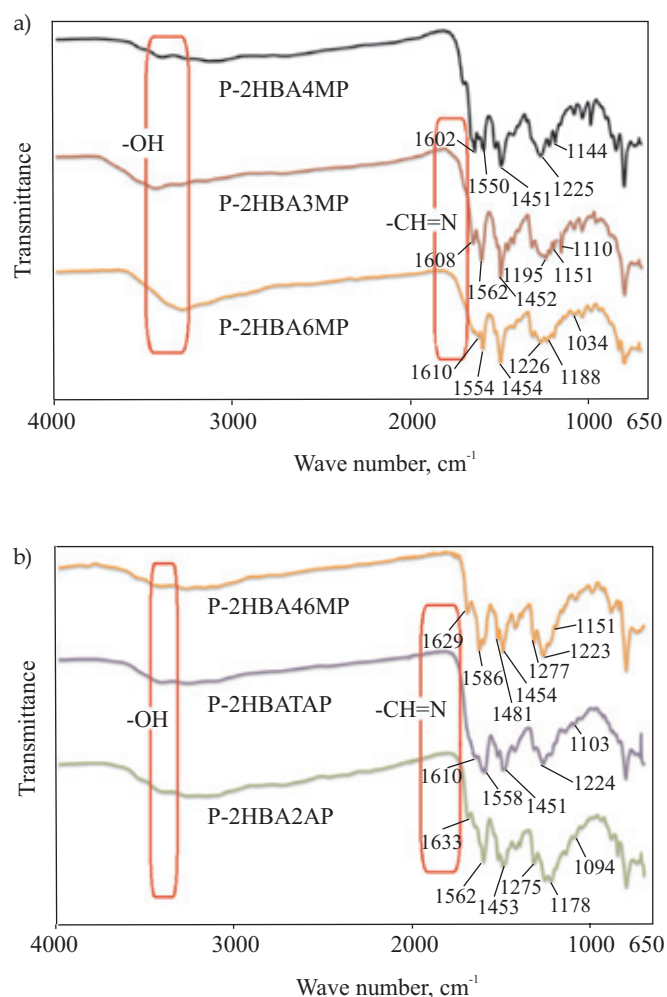 a)
P-2HBA4MP
-OH
1602
1550
1451
1225
1144
P-2HBA3MP
-CH=N
1608
1562
1452
1195
1151
1110
P-2HBA6MP
1610
1554
1454
1226
1188
1034
Transmittance
4000 3000 2000 1000 650
Wave number, cm-1
b)
P-2HBA46MP
1629
1586
1481
1454
1277
1223
1151
-OH
P-2HBATAP
-CH=N
1610
1558
1451
1224
1103
P-2HBA2AP
1633
1562
1453
1275
1178
1094
Transmittance
4000 3000 2000 1000 650
Wave number, cm-1